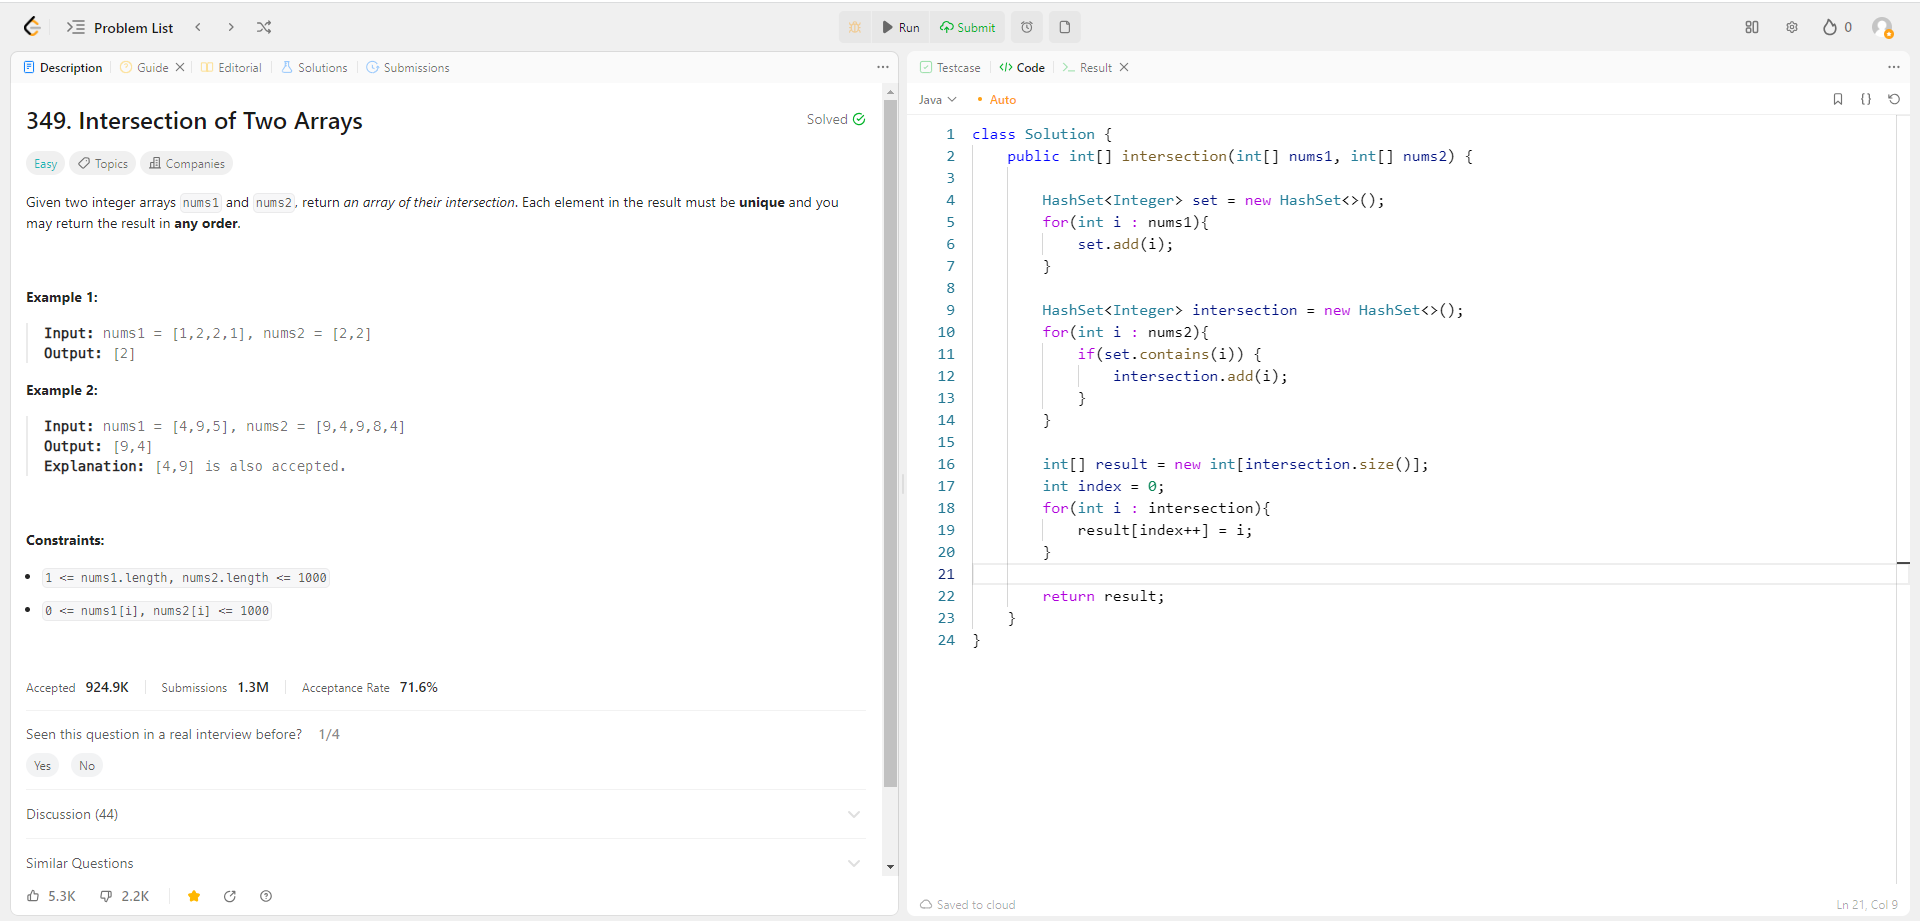 Problem List
Run
Submit
0
Description
Guide
Editorial
Solutions
Submissions
349. Intersection of Two Arrays
Solved
Easy
Topics
Companies
Given two integer arrays nums1 and nums2, return an array of their intersection. Each element in the result must be unique and you
may return the result in any order.
Example 1:
Input: nums1 = [1,2,2,1], nums2 = [2,2]
Output: [2]
Example 2:
Input: nums1 = [4,9,5], nums2 = [9,4,9,8,4]
Output: [9,4]
Explanation: [4,9] is also accepted.
Constraints:
• 1 <= nums1.length, nums2.length <= 1000
• 0 <= nums1[i], nums2[i] <= 1000
Accepted 924.9K
Submissions 1.3M
Acceptance Rate 71.6%
Seen this question in a real interview before? 1/4
Yes
No
Discussion (44)
Similar Questions
5.3K
2.2K
Testcase
Code
Result
Java
• Auto
1 class Solution {
2     public int[] intersection(int[] nums1, int[] nums2) {
3
4         HashSet<Integer> set = new HashSet<>();
5         for(int i : nums1){
6             set.add(i);
7         }
8
9         HashSet<Integer> intersection = new HashSet<>();
10         for(int i : nums2){
11             if(set.contains(i)) {
12                 intersection.add(i);
13             }
14         }
15
16         int[] result = new int[intersection.size()];
17         int index = 0;
18         for(int i : intersection){
19             result[index++] = i;
20         }
21
22         return result;
23     }
24 }
Saved to cloud
Ln 21, Col 9